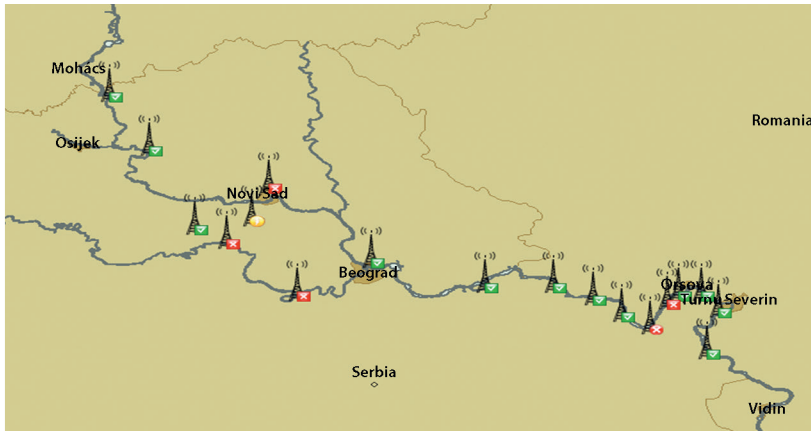 Mohács
Romania
Osijek
Novi Sad
Beograd
Orsova
Turnu Severin
Serbia
Vidin